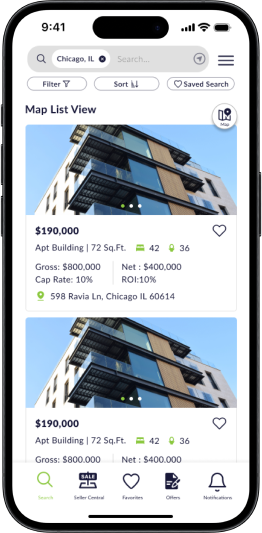 9:41
Chicago, IL Search...
Filter Sort Saved Search
Map List View
Map
$190,000
Apt Building | 72 Sq.Ft. 42 36
Gross: $800,000 Net : $400,000
Cap Rate: 10% ROI:10%
598 Ravia Ln, Chicago IL 60614
$190,000
Apt Building | 72 Sq.Ft. 42 36
Gross: $800,000 Net : $400,000
SALE
Search Seller Central Favorites Offers Notifications